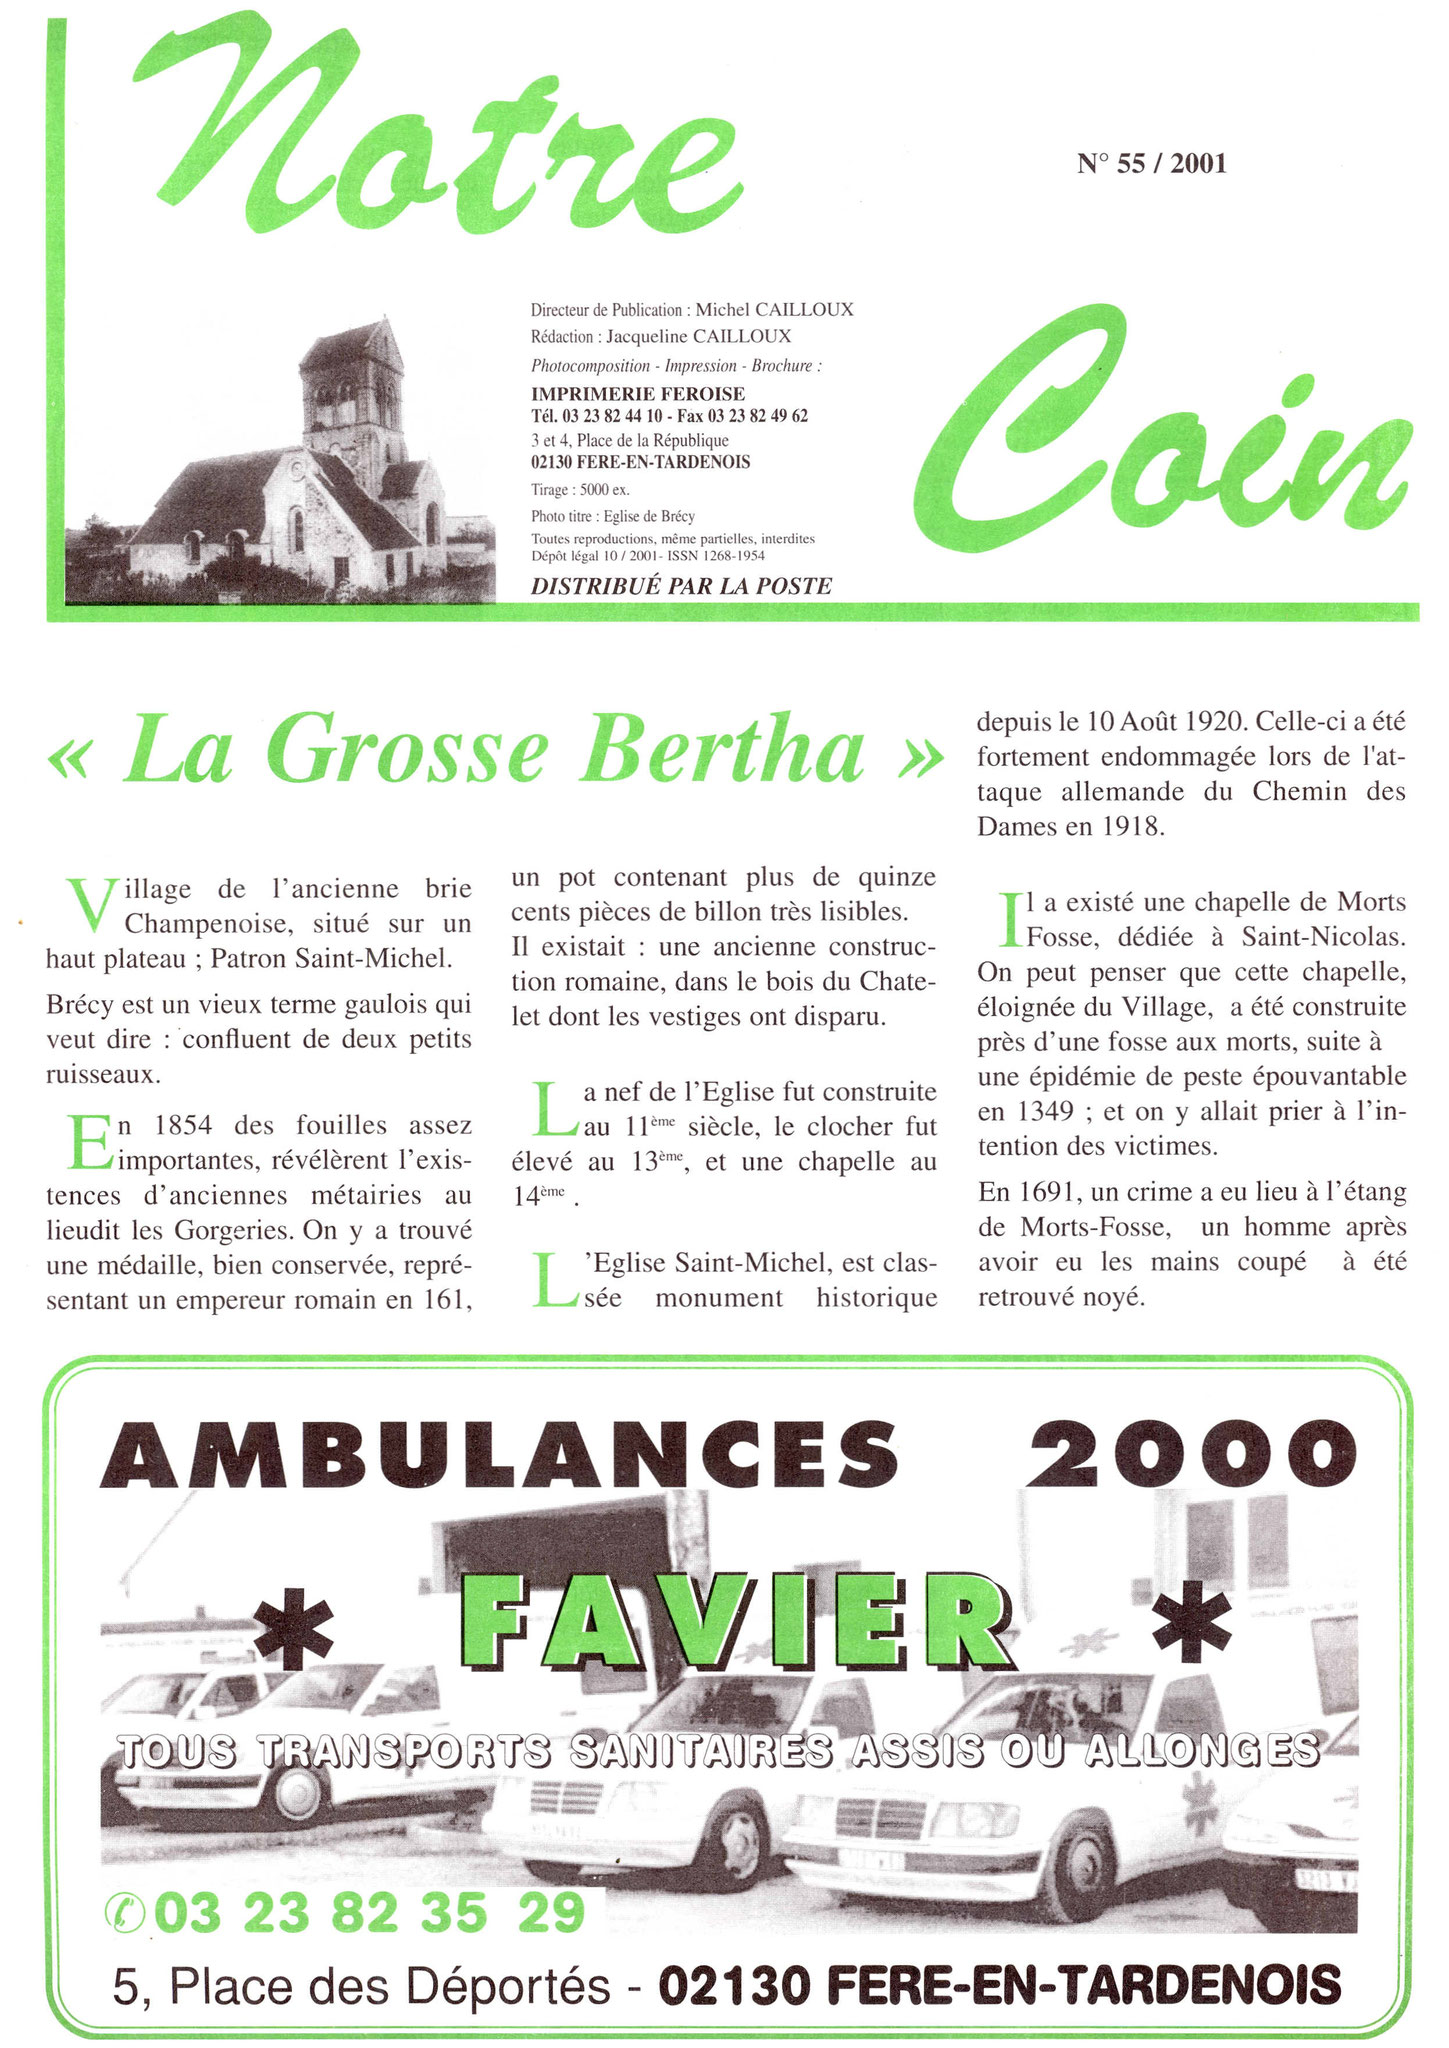 Notre
Coin
N° 55 / 2001
Directeur de Publication : Michel CAILLOUX
Rédaction : Jacqueline CAILLOUX
Photocomposition - Impression - Brochure :
IMPRIMERIE FEROISE
Tél. 03 23 82 44 10 - Fax 03 23 82 49 62
3 et 4, Place de la République
02130 FERE-EN-TARDENOIS
Tirage : 5000 ex.
Photo titre : Eglise de Brécy
Toutes reproductions, même partielles, interdites
Dépôt légal 10 / 2001- ISSN 1268-1954
DISTRIBUÉ PAR LA POSTE
« La Grosse Bertha »
Village de l'ancienne brie
Champenoise, situé sur un
haut plateau ; Patron Saint-Michel.
Brécy est un vieux terme gaulois qui
veut dire : confluent de deux petits
ruisseaux.
En 1854 des fouilles assez
importantes, révélèrent l'exis-
tences d'anciennes métairies au
lieudit les Gorgeries. On y a trouvé
une médaille, bien conservée, repré-
sentant un empereur romain en 161,
un pot contenant plus de quinze
cents pièces de billon très lisibles.
Il existait : une ancienne construc-
tion romaine, dans le bois du Chate-
let dont les vestiges ont disparu.
La nef de l'Eglise fut construite
au 11ème siècle, le clocher fut
élevé au 13ème, et une chapelle au
14ème .
L'Eglise Saint-Michel, est clas-
sée monument historique
depuis le 10 Août 1920. Celle-ci a été
fortement endommagée lors de l'at-
taque allemande du Chemin des
Dames en 1918.
Il a existé une chapelle de Morts
Fosse, dédiée à Saint-Nicolas.
On peut penser que cette chapelle,
éloignée du Village, a été construite
près d'une fosse aux morts, suite à
une épidémie de peste épouvantable
en 1349 ; et on y allait prier à l'in-
tention des victimes.
En 1691, un crime a eu lieu à l'étang
de Morts-Fosse, un homme après
avoir eu les mains coupé à été
retrouvé noyé.
AMBULANCES 2000
* FAVIER *
TOUS TRANSPORTS SANITAIRES ASSIS OU ALLONGES
✆ 03 23 82 35 29
5, Place des Déportés - 02130 FERE-EN-TARDENOIS